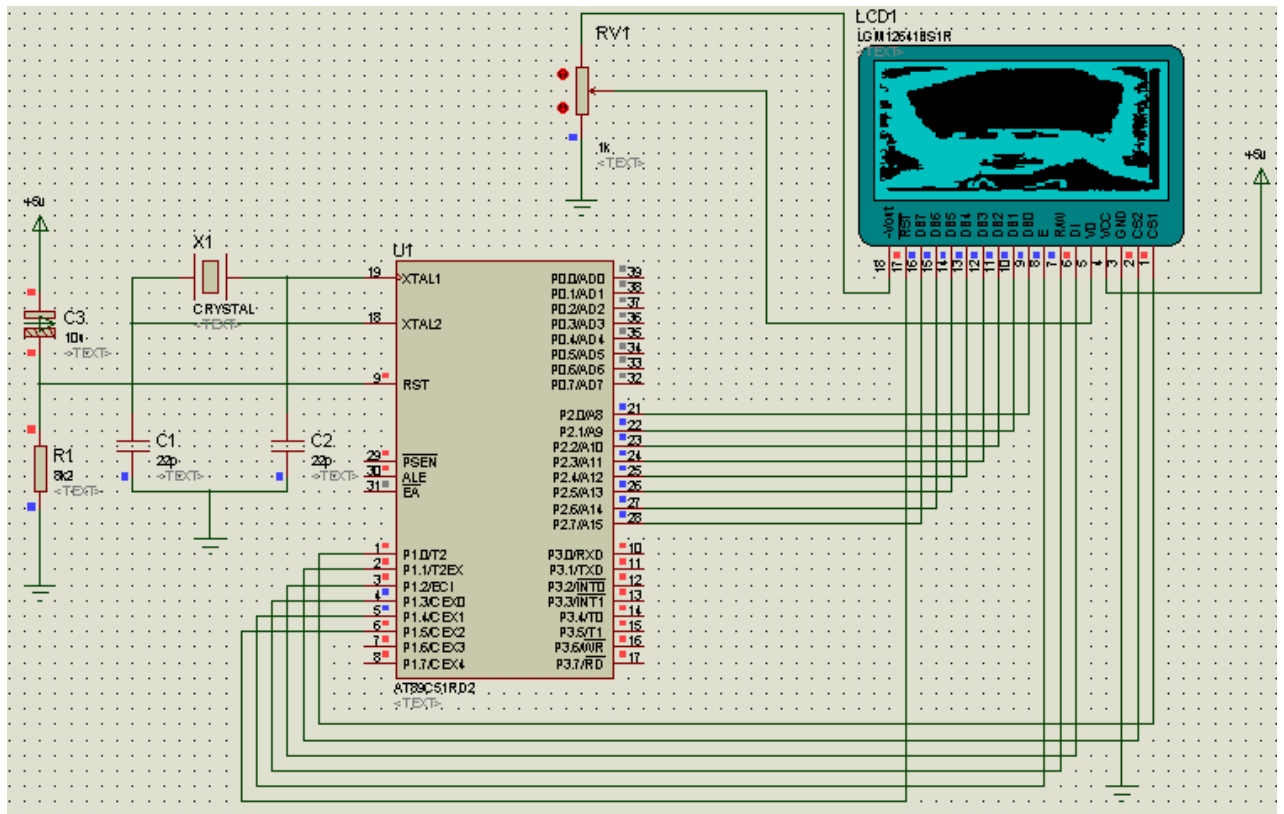 LCD1
LGM12641BS1R
<TEXT>
RV1
1k
<TEXT>
-Vout
RST
DB7
DB6
DB5
DB4
DB3
DB2
DB1
DB0
E
R/W
DI
V0
VCC
GND
CS2
CS1
18
17
16
15
14
13
12
11
10
9
8
7
6
5
4
3
2
1
+5v
+5v
X1
CRYSTAL
<TEXT>
C3
10u
<TEXT>
R1
8k2
<TEXT>
C1
22p
<TEXT>
C2
22p
<TEXT>
U1
19 XTAL1
18 XTAL2
9 RST
29 PSEN
30 ALE
31 EA
1 P1.0/T2
2 P1.1/T2EX
3 P1.2/ECI
4 P1.3/CEX0
5 P1.4/CEX1
6 P1.5/CEX2
7 P1.6/CEX3
8 P1.7/CEX4
P0.0/AD0 39
P0.1/AD1 38
P0.2/AD2 37
P0.3/AD3 36
P0.4/AD4 35
P0.5/AD5 34
P0.6/AD6 33
P0.7/AD7 32
P2.0/A8 21
P2.1/A9 22
P2.2/A10 23
P2.3/A11 24
P2.4/A12 25
P2.5/A13 26
P2.6/A14 27
P2.7/A15 28
P3.0/RXD 10
P3.1/TXD 11
P3.2/INT0 12
P3.3/INT1 13
P3.4/T0 14
P3.5/T1 15
P3.6/WR 16
P3.7/RD 17
AT89C51RD2
<TEXT>